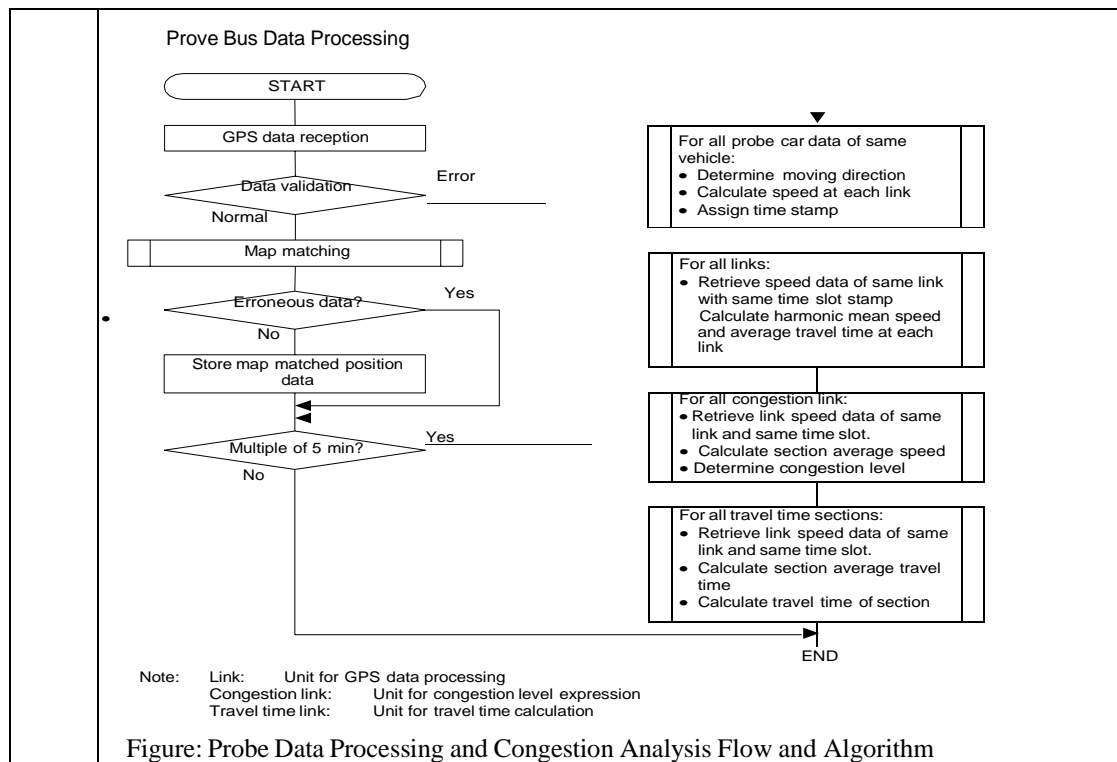 Prove Bus Data Processing
START
GPS data reception
Data validation
Error
Normal
Map matching
Erroneous data?
Yes
No
Store map matched position
data
Multiple of 5 min?
Yes
No
For all probe car data of same
vehicle:
• Determine moving direction
• Calculate speed at each link
• Assign time stamp
For all links:
• Retrieve speed data of same link
with same time slot stamp
Calculate harmonic mean speed
and average travel time at each
link
For all congestion link:
• Retrieve link speed data of same
link and same time slot.
• Calculate section average speed
• Determine congestion level
For all travel time sections:
• Retrieve link speed data of same
link and same time slot.
• Calculate section average travel
time
• Calculate travel time of section
END
Note: Link: Unit for GPS data processing
Congestion link: Unit for congestion level expression
Travel time link: Unit for travel time calculation
Figure: Probe Data Processing and Congestion Analysis Flow and Algorithm